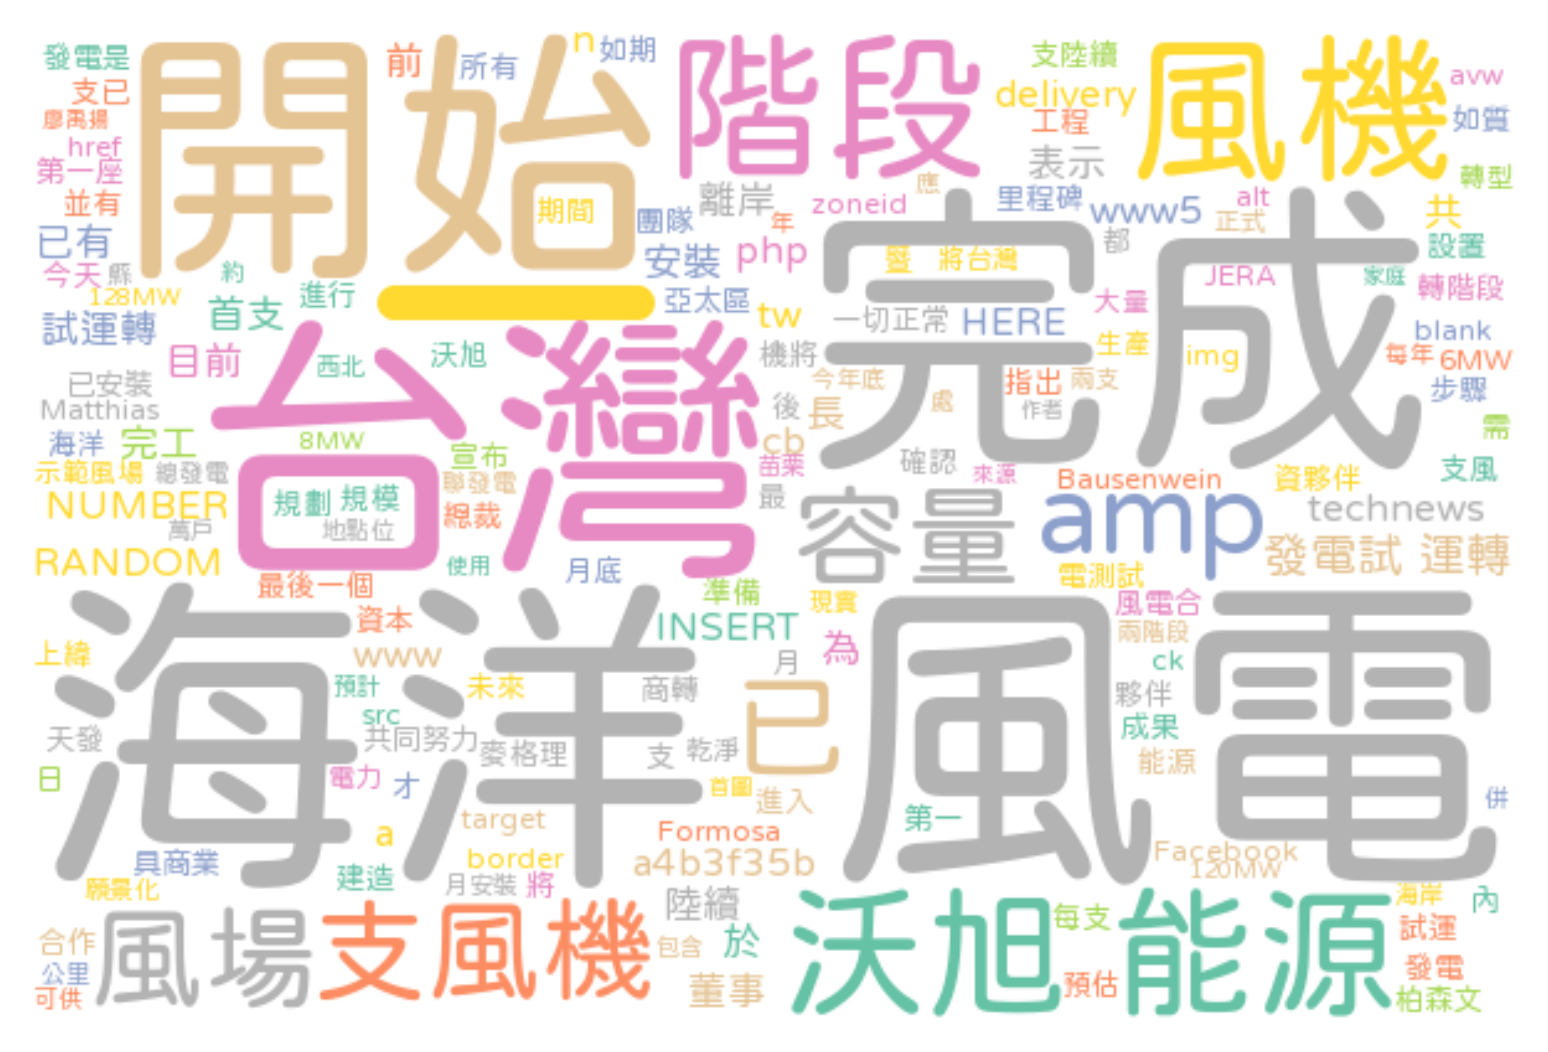 發電是
開始
前
所有
n
如期
階段
支陸續
風機
avw
支已
delivery
如質
廖禹揚
工程
href
表示
第一座
離岸
應
里程碑
alt
轉型
並有
期間
團隊
年
zoneid
www5
正式
共
已有
安裝
php
完成
都
設置
今天
縣
約
暨
將台灣
JERA
家庭
轉階段
128MW
進行
一
亞太區
大量
試運轉
首支
tw
一切正常
HERE
生產
blank
目前
西北
沃旭
台灣
機將
img
每年
6MW
已安裝
今年底
指出
兩支
步驟
Matthias
後
長
處
作者
需
海洋
完工
8MW
宣布
cb
確認
示範風場
總發電
聯發電
苗栗
來源
Bausenwein
資夥伴
支風
NUMBER
規劃
規模
總裁
最
容量
amp
technews
萬戶
地點位
RANDOM
使用
月底
發電試
運轉
最後一個
準備
電測試
海洋
資本
INSERT
現實
風電合
風電
上緯
www
月
為
兩階段
預計
未來
商轉
已
ck
src
夥伴
天發
共同努力
麥格理
支
乾淨
成果
日
電力
才
首圖
進入
能源
併
a
target
Formosa
第一
具商業
border
a4b3f35b
Facebook
願景化
建造
月安裝
將
120MW
風場
支風機
陸續
沃旭能源
每支
海岸
內
合作
包含
於
試運
公里
董事
預估
發電
可供
柏森文